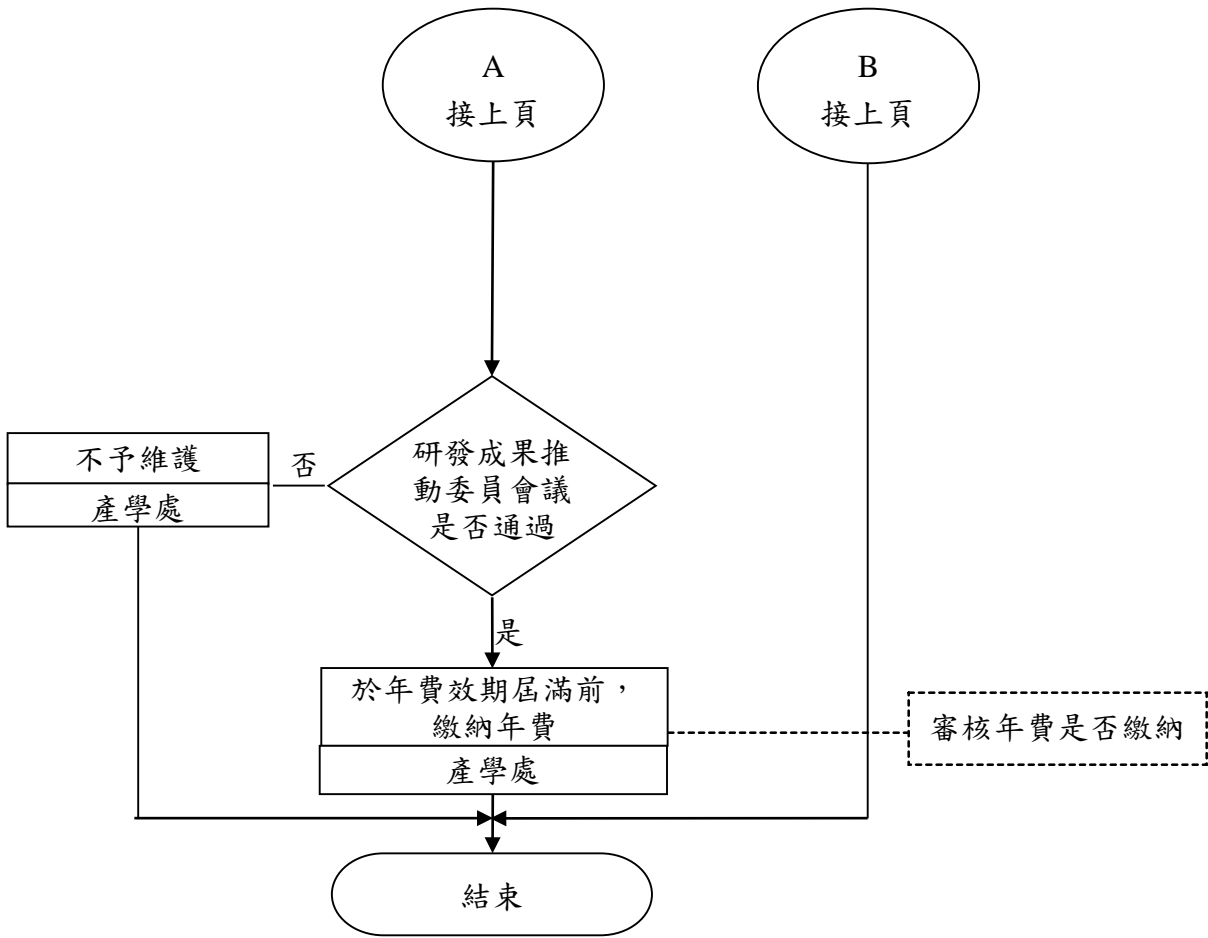 A
接上頁
B
接上頁
研發成果推
動委員會議
是否通過
否
不予維護
產學處
是
於年費效期屆滿前，
繳納年費
產學處
審核年費是否繳納
結束